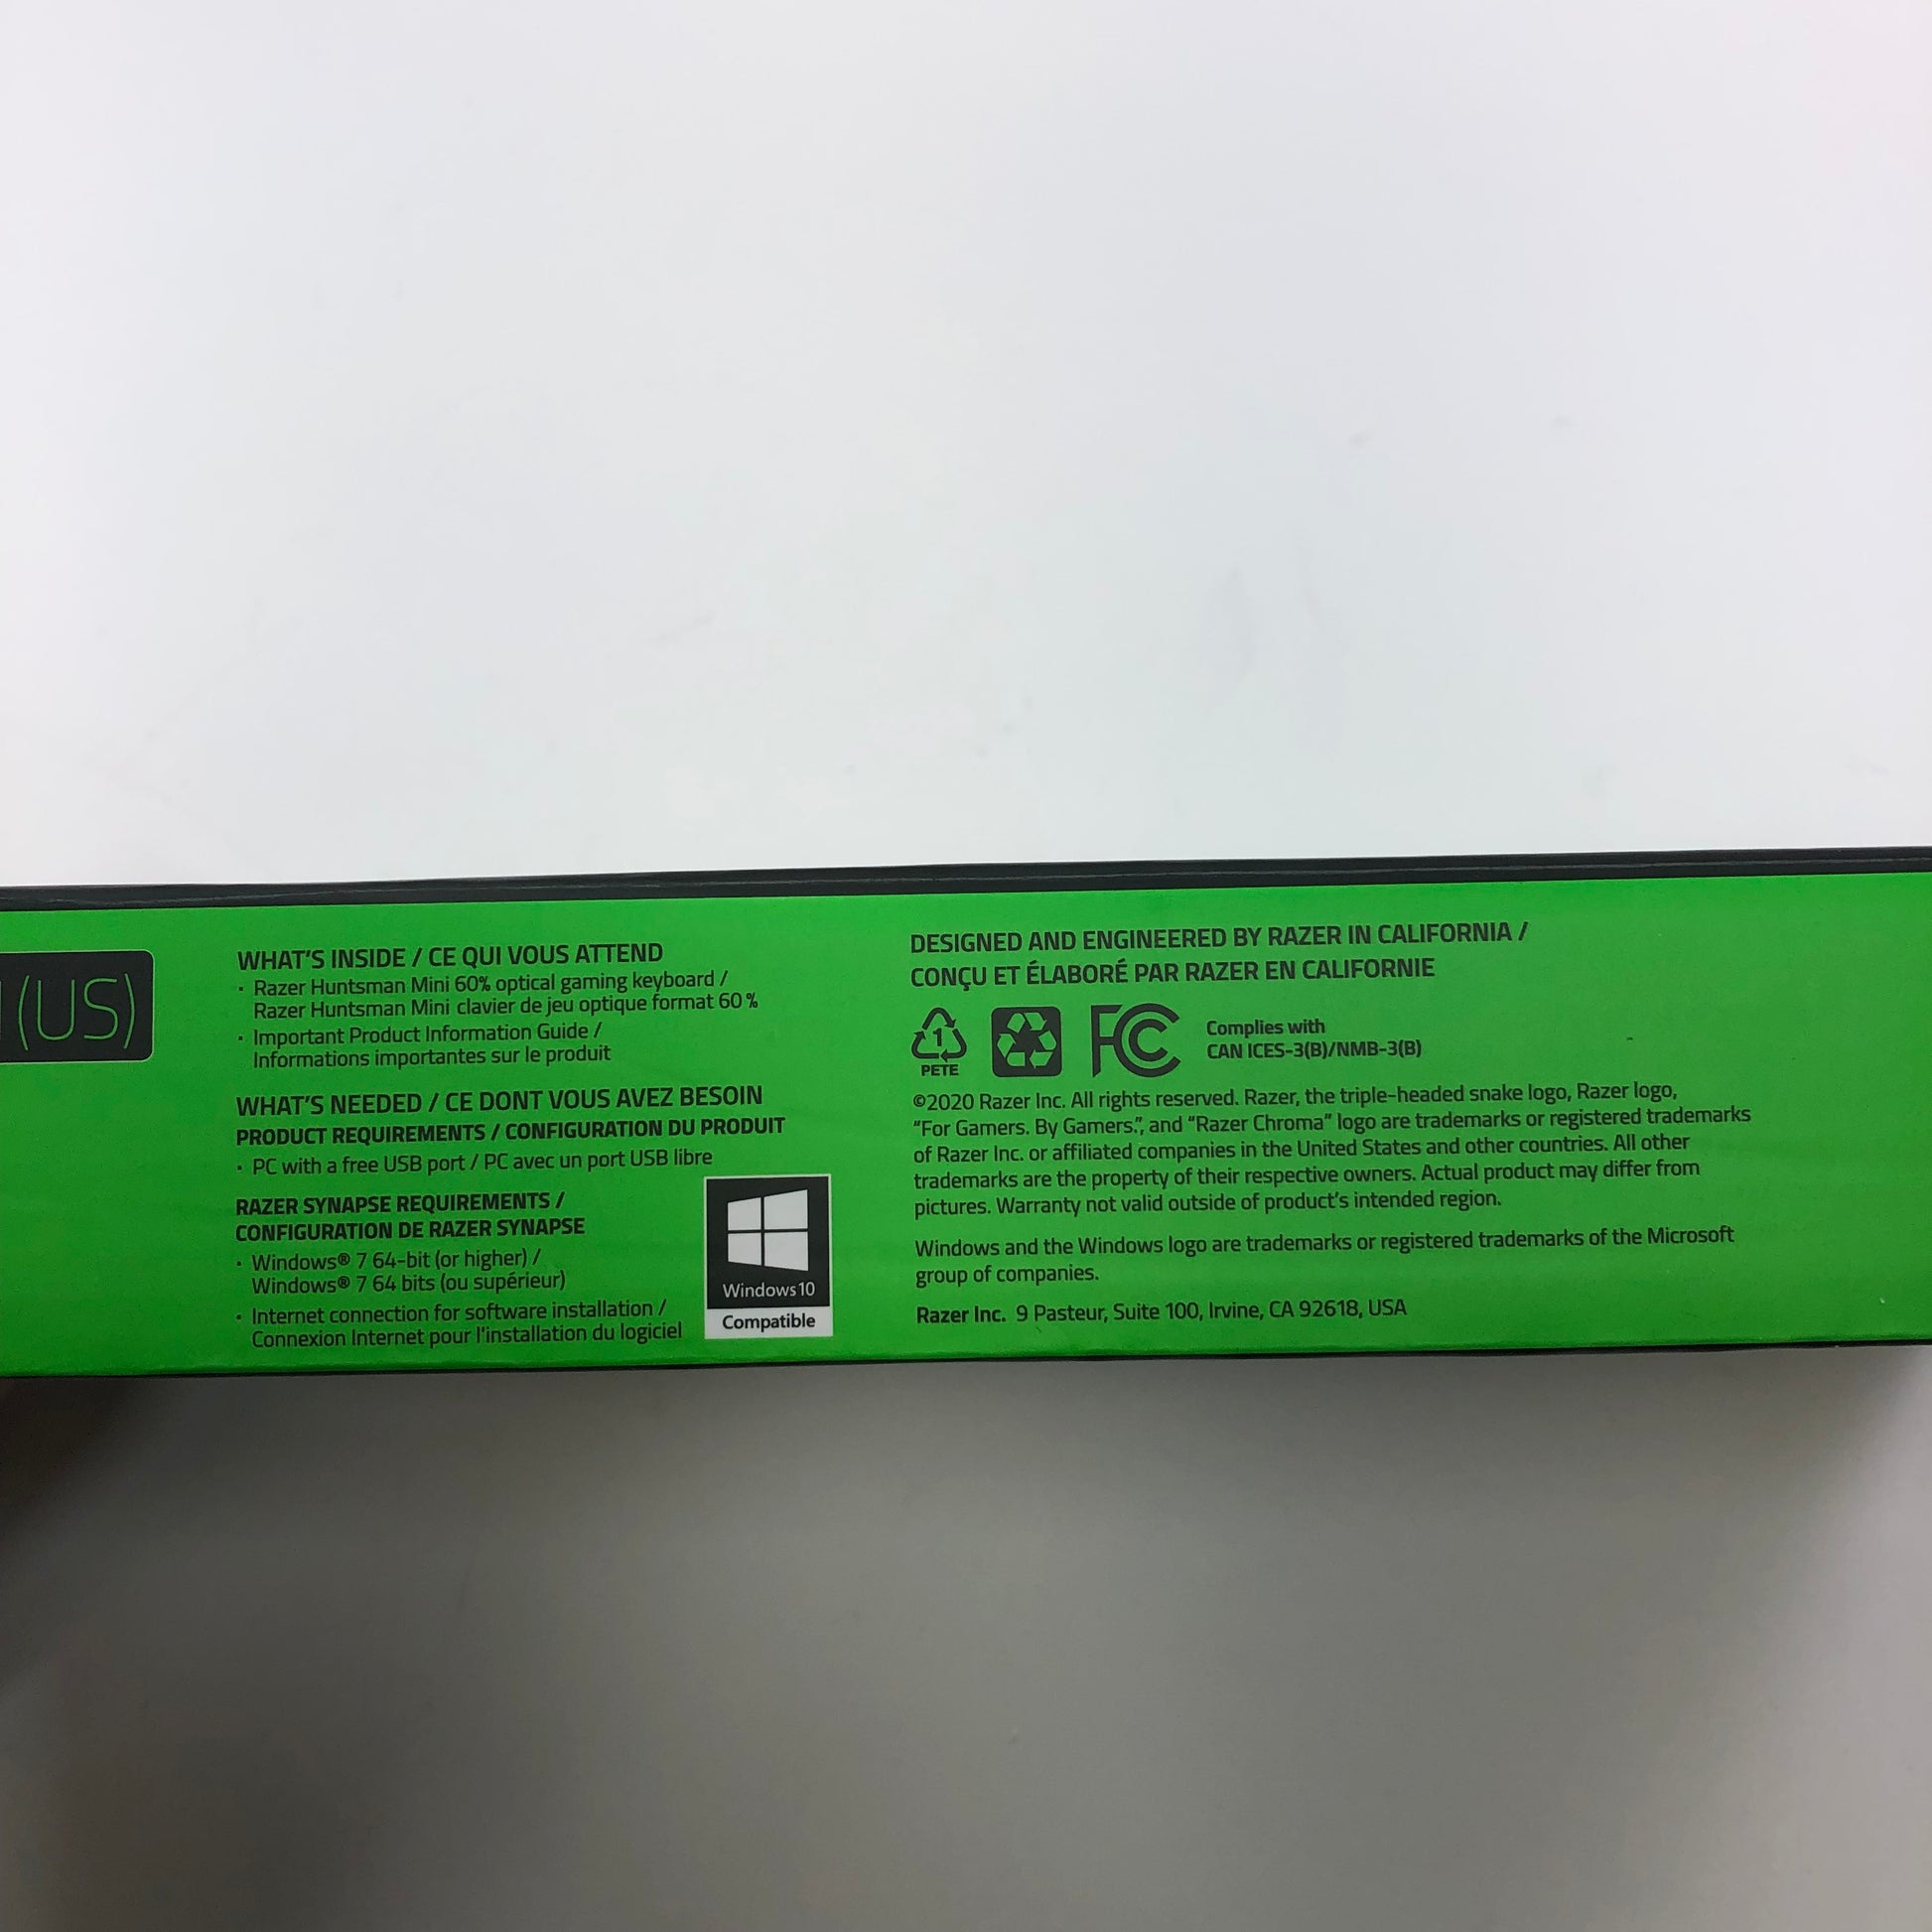 (US)
WHAT'S INSIDE / CE QUI VOUS ATTEND
· Razer Huntsman Mini 60% optical gaming keyboard /
Razer Huntsman Mini clavier de jeu optique format 60 %
· Important Product Information Guide /
Informations importantes sur le produit
WHAT'S NEEDED / CE DONT VOUS AVEZ BESOIN
PRODUCT REQUIREMENTS / CONFIGURATION DU PRODUIT
· PC with a free USB port / PC avec un port USB libre
RAZER SYNAPSE REQUIREMENTS /
CONFIGURATION DE RAZER SYNAPSE
· Windows® 7 64-bit (or higher) /
Windows® 7 64 bits (ou supérieur)
· Internet connection for software installation /
Connexion Internet pour l'installation du logiciel
Windows 10
Compatible
DESIGNED AND ENGINEERED BY RAZER IN CALIFORNIA /
CONÇU ET ÉLABORÉ PAR RAZER EN CALIFORNIE
1
PETE
FC
Complies with
CAN ICES-3(B)/NMB-3(B)
©2020 Razer Inc. All rights reserved. Razer, the triple-headed snake logo, Razer logo,
"For Gamers. By Gamers.", and "Razer Chroma" logo are trademarks or registered trademarks
of Razer Inc. or affiliated companies in the United States and other countries. All other
trademarks are the property of their respective owners. Actual product may differ from
pictures. Warranty not valid outside of product's intended region.
Windows and the Windows logo are trademarks or registered trademarks of the Microsoft
group of companies.
Razer Inc. 9 Pasteur, Suite 100, Irvine, CA 92618, USA